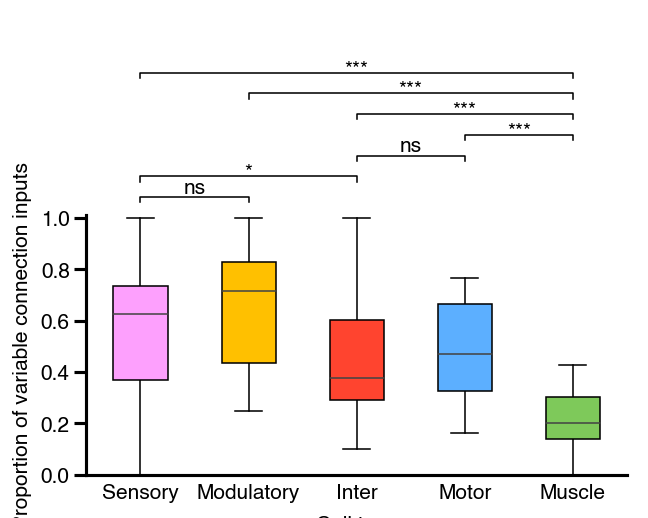 ***
***
***
***
ns
*
ns
Proportion of variable connection inputs
1.0
0.8
0.6
0.4
0.2
0.0
Sensory Modulatory Inter Motor Muscle